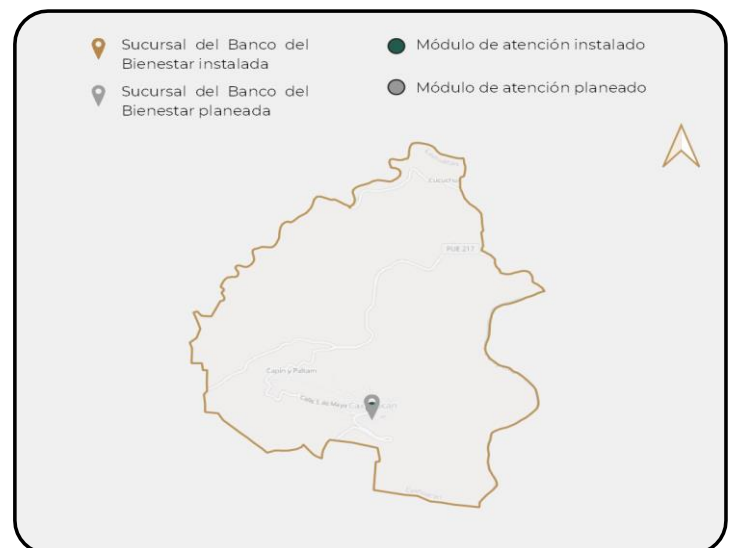 Sucursal del Banco del
Bienestar instalada
Sucursal del Banco del
Bienestar planeada
Módulo de atención instalado
Módulo de atención planeado
PUE 217
Capin y Paltain
Calle 1 de Mayo